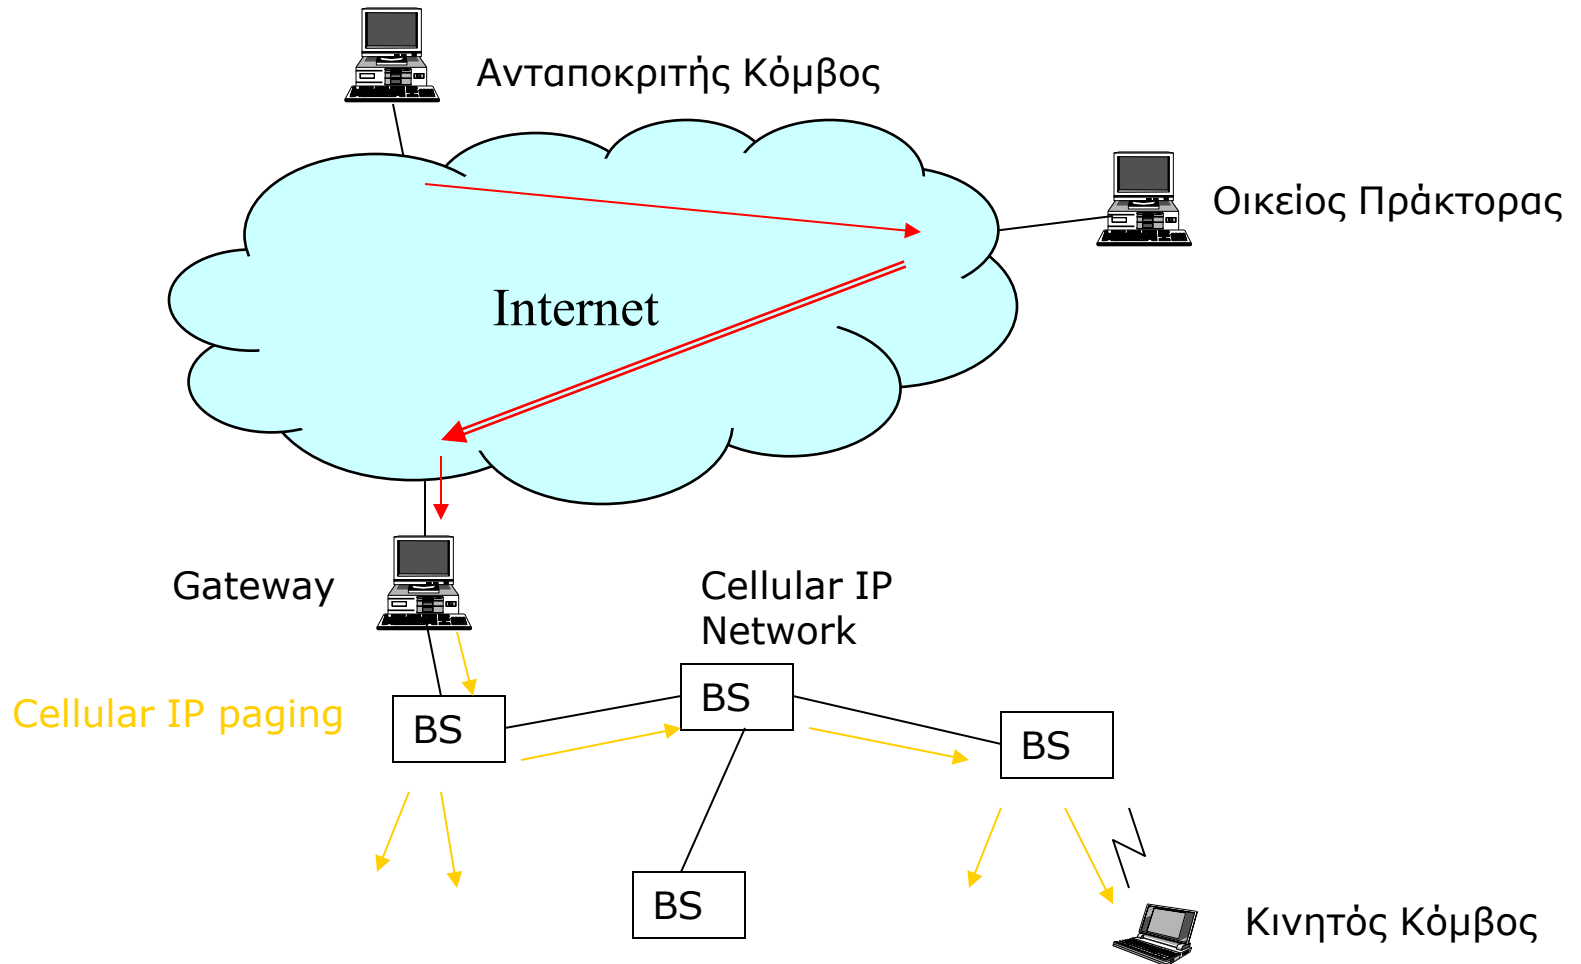 Ανταποκριτής Κόμβος
Οικείος Πράκτορας
Internet
Gateway
Cellular IP
Network
BS
Cellular IP paging
BS
BS
BS
Κινητός Κόμβος